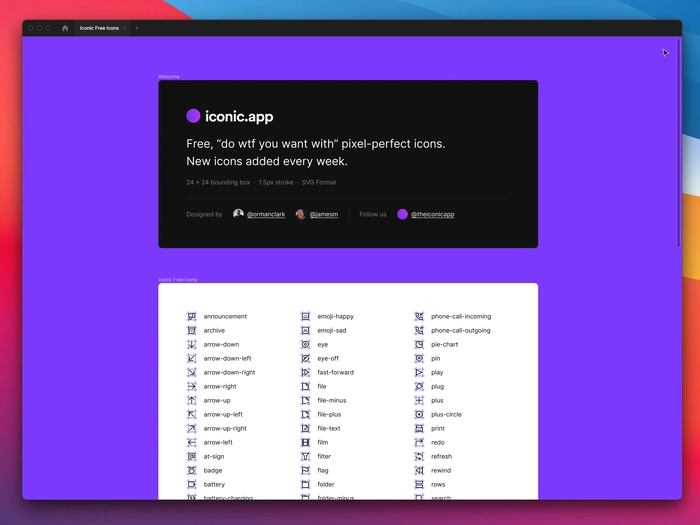 Iconic Free Icons
Welcome
iconic.app
Free, “do wtf you want with” pixel-perfect icons.
New icons added every week.
24 × 24 bounding box · 1.5px stroke · SVG Format
Designed by @ormanclark @jamesm Follow us @theiconicapp
Iconic Free Icons
announcement
archive
arrow-down
arrow-down-left
arrow-down-right
arrow-right
arrow-up
arrow-up-left
arrow-up-right
arrow-left
at-sign
badge
battery
battery-charging
emoji-happy
emoji-sad
eye
eye-off
fast-forward
file
file-minus
file-plus
file-text
film
filter
flag
folder
folder-minus
phone-call-incoming
phone-call-outgoing
pie-chart
pin
play
plug
plus
plus-circle
print
redo
refresh
rewind
rows
search